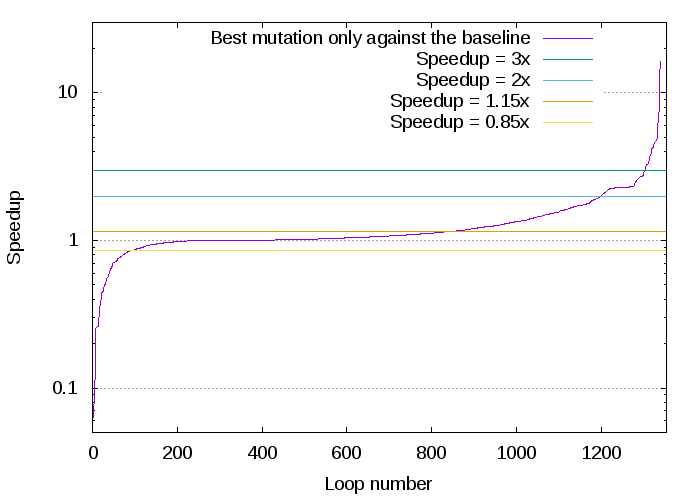 Best mutation only against the baseline
Speedup = 3x
Speedup = 2x
Speedup = 1.15x
Speedup = 0.85x
10
1
0.1
Speedup
0 200 400 600 800 1000 1200
Loop number